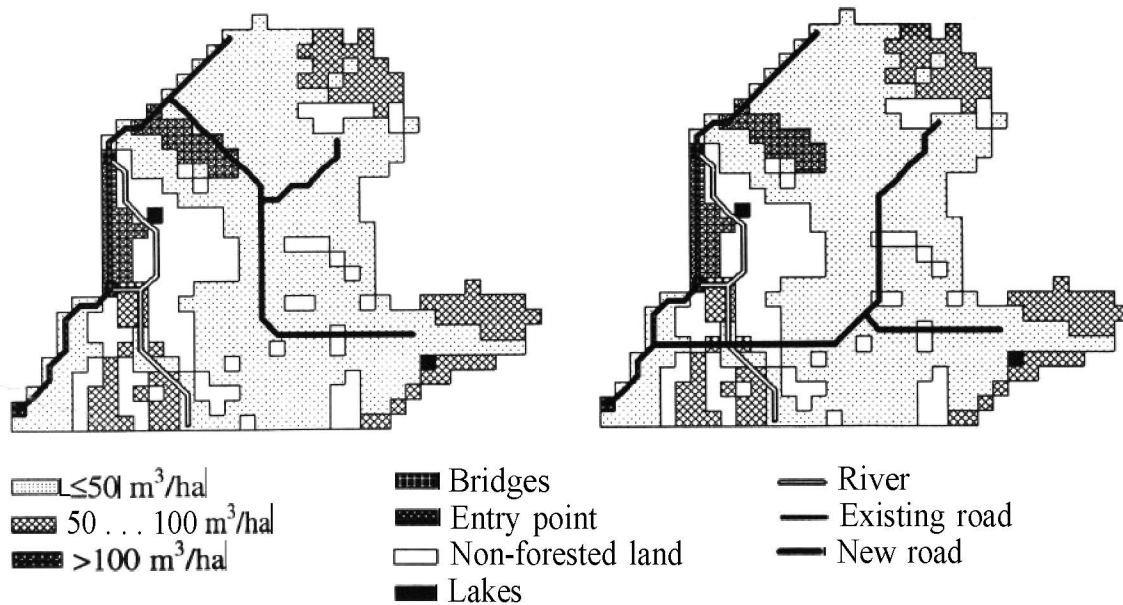 ≤50 m³/ha
50 . . . 100 m³/ha
>100 m³/ha
Bridges
Entry point
Non-forested land
Lakes
River
Existing road
New road